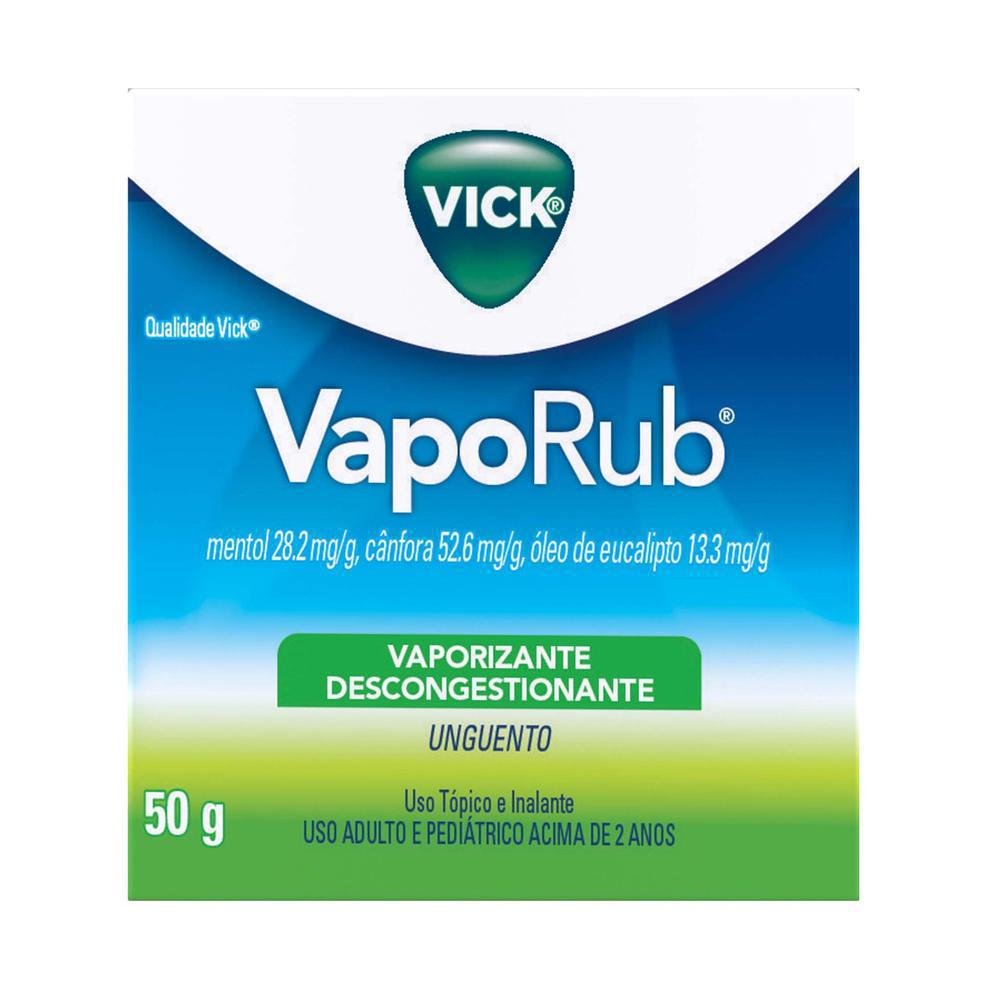 VICK®
Qualidade Vick®
VapoRub®
mentol 28.2 mg/g, cânfora 52.6 mg/g, óleo de eucalipto 13.3 mg/g
VAPORIZANTE
DESCONGESTIONANTE
UNGUENTO
50 g
Uso Tópico e Inalante
USO ADULTO E PEDIÁTRICO ACIMA DE 2 ANOS